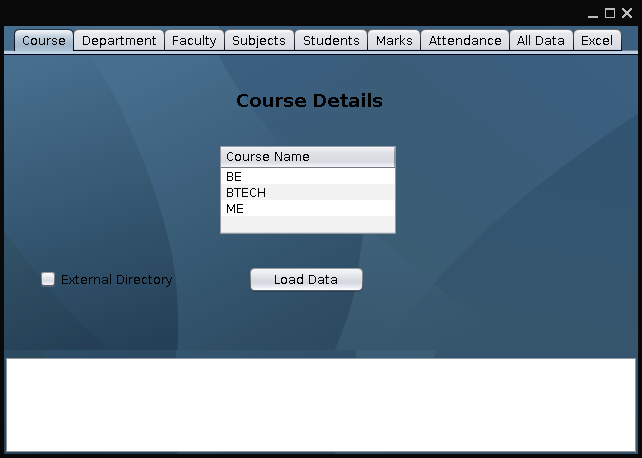 Course Department Faculty Subjects Students Marks Attendance All Data Excel
Course Details
Course Name
BE
BTECH
ME
External Directory Load Data